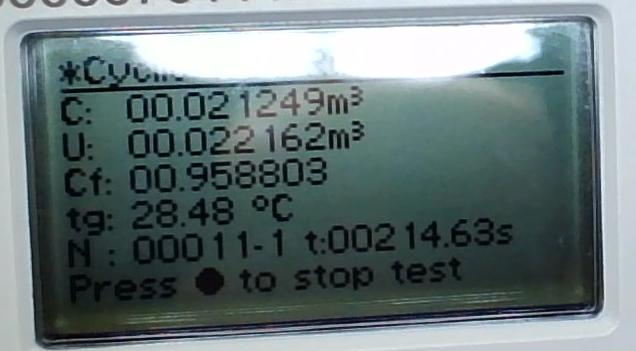 C: 00.021249m³
U: 00.022162m³
Cf: 00.958803
tg: 28.48 °C
N : 00011-1 t:00214.63s
Press ● to stop test